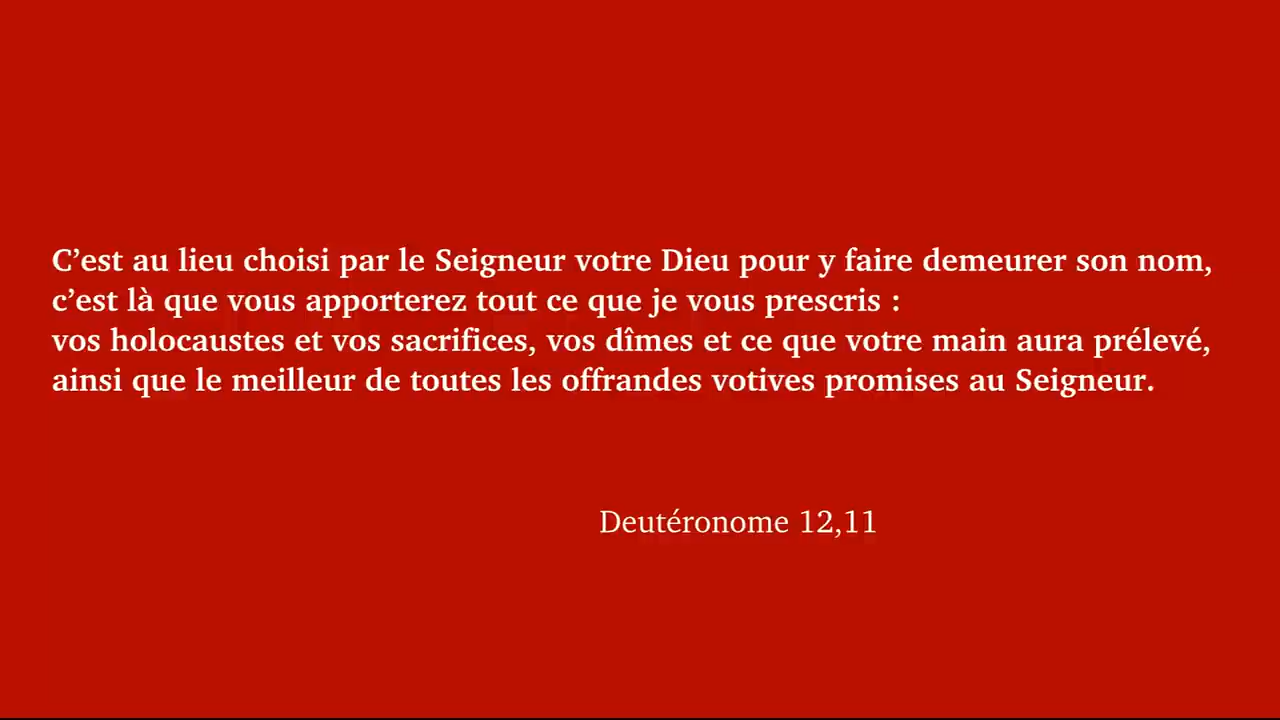 C’est au lieu choisi par le Seigneur votre Dieu pour y faire demeurer son nom,
c’est là que vous apporterez tout ce que je vous prescris :
vos holocaustes et vos sacrifices, vos dîmes et ce que votre main aura prélevé,
ainsi que le meilleur de toutes les offrandes votives promises au Seigneur.
Deutéronome 12,11